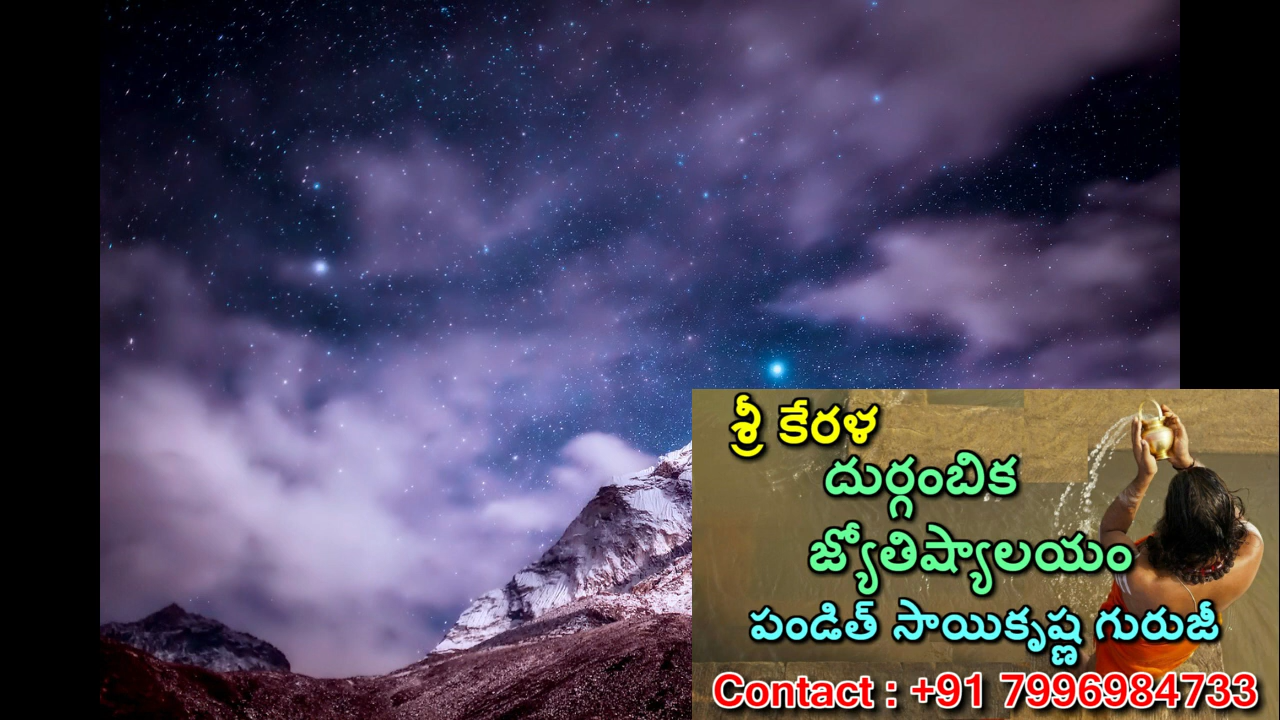 శ్రీ కేరళ
దుర్గంబిక
జ్యోతిష్యాలయం
పండిత్ సాయికృష్ణ గురుజీ
Contact : +91 7996984733